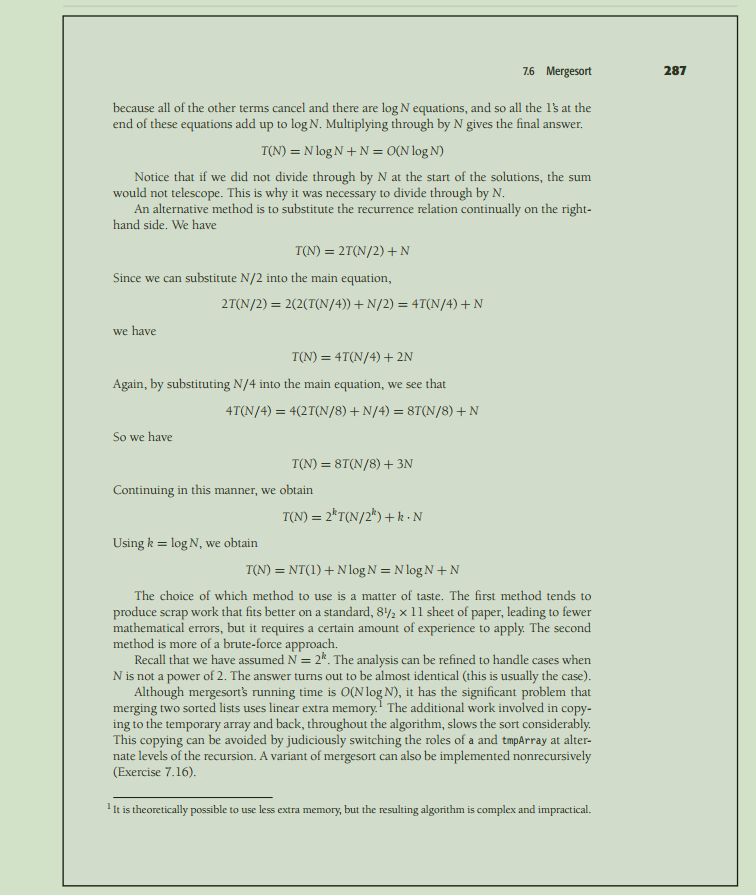 7.6 Mergesort 287
because all of the other terms cancel and there are log N equations, and so all the 1's at the
end of these equations add up to log N. Multiplying through by N gives the final answer.
T(N) = N log N + N = O(N log N)
Notice that if we did not divide through by N at the start of the solutions, the sum
would not telescope. This is why it was necessary to divide through by N.
An alternative method is to substitute the recurrence relation continually on the right-
hand side. We have
T(N) = 2T(N/2) + N
Since we can substitute N/2 into the main equation,
2T(N/2) = 2(2(T(N/4)) + N/2) = 4T(N/4) + N
we have
T(N) = 4T(N/4) + 2N
Again, by substituting N/4 into the main equation, we see that
4T(N/4) = 4(2T(N/8) + N/4) = 8T(N/8) + N
So we have
T(N) = 8T(N/8) + 3N
Continuing in this manner, we obtain
T(N) = 2ᵏT(N/2ᵏ) + k · N
Using k = log N, we obtain
T(N) = NT(1) + N log N = N log N + N
The choice of which method to use is a matter of taste. The first method tends to
produce scrap work that fits better on a standard, 8½ × 11 sheet of paper, leading to fewer
mathematical errors, but it requires a certain amount of experience to apply. The second
method is more of a brute-force approach.
Recall that we have assumed N = 2ᵏ. The analysis can be refined to handle cases when
N is not a power of 2. The answer turns out to be almost identical (this is usually the case).
Although mergesort's running time is O(N log N), it has the significant problem that
merging two sorted lists uses linear extra memory.¹ The additional work involved in copy-
ing to the temporary array and back, throughout the algorithm, slows the sort considerably.
This copying can be avoided by judiciously switching the roles of a and tmpArray at alter-
nate levels of the recursion. A variant of mergesort can also be implemented nonrecursively
(Exercise 7.16).
¹ It is theoretically possible to use less extra memory, but the resulting algorithm is complex and impractical.